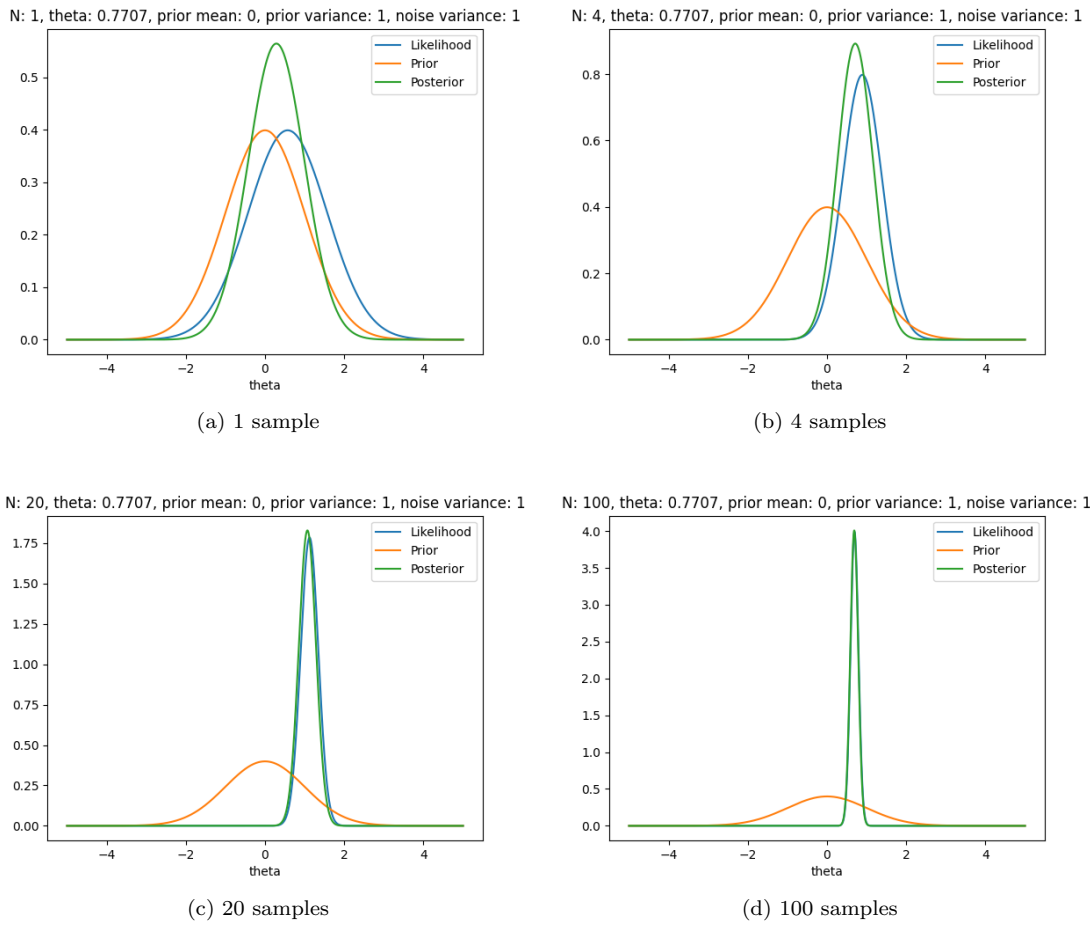 N: 1, theta: 0.7707, prior mean: 0, prior variance: 1, noise variance: 1
Likelihood
Prior
Posterior
0.5
0.4
0.3
0.2
0.1
0.0
−4 −2 0 2 4
theta
(a) 1 sample
N: 4, theta: 0.7707, prior mean: 0, prior variance: 1, noise variance: 1
Likelihood
Prior
Posterior
0.8
0.6
0.4
0.2
0.0
−4 −2 0 2 4
theta
(b) 4 samples
N: 20, theta: 0.7707, prior mean: 0, prior variance: 1, noise variance: 1
Likelihood
Prior
Posterior
1.75
1.50
1.25
1.00
0.75
0.50
0.25
0.00
−4 −2 0 2 4
theta
(c) 20 samples
N: 100, theta: 0.7707, prior mean: 0, prior variance: 1, noise variance: 1
Likelihood
Prior
Posterior
4.0
3.5
3.0
2.5
2.0
1.5
1.0
0.5
0.0
−4 −2 0 2 4
theta
(d) 100 samples